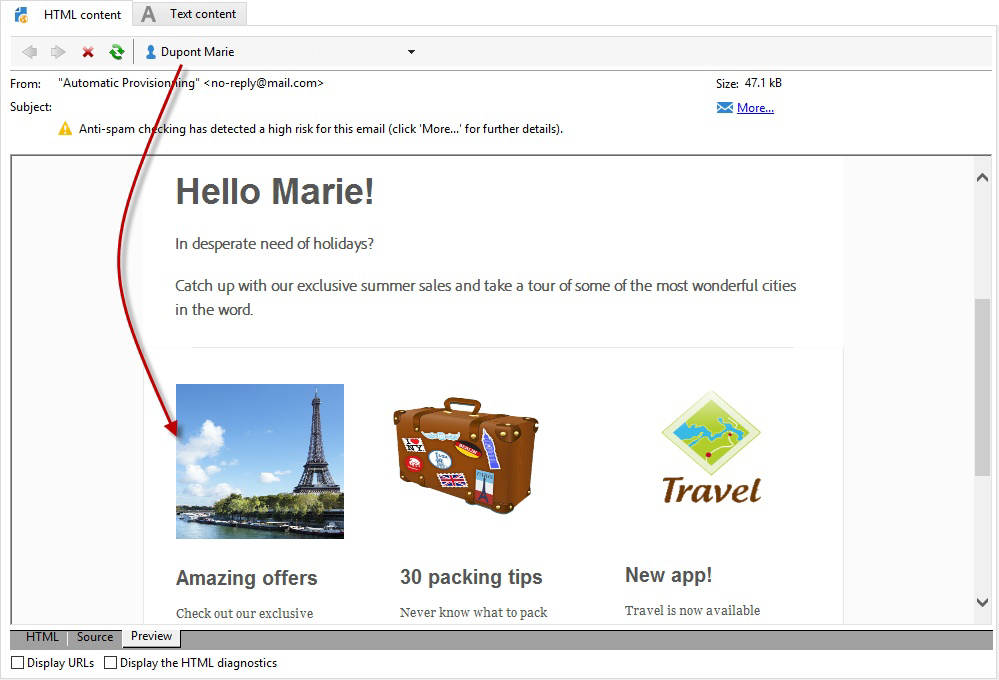 HTML content
A Text content
Dupont Marie
From: "Automatic Provisionning" <no-reply@mail.com>
Size: 47.1 kB
Subject:
More...
Anti-spam checking has detected a high risk for this email (click 'More...' for further details).
Hello Marie!
In desperate need of holidays?
Catch up with our exclusive summer sales and take a tour of some of the most wonderful cities
in the word.
I ♥
NY
PARIS
Travel
Amazing offers
30 packing tips
New app!
Check out our exclusive
Never know what to pack
Travel is now available
HTML Source Preview
Display URLs Display the HTML diagnostics